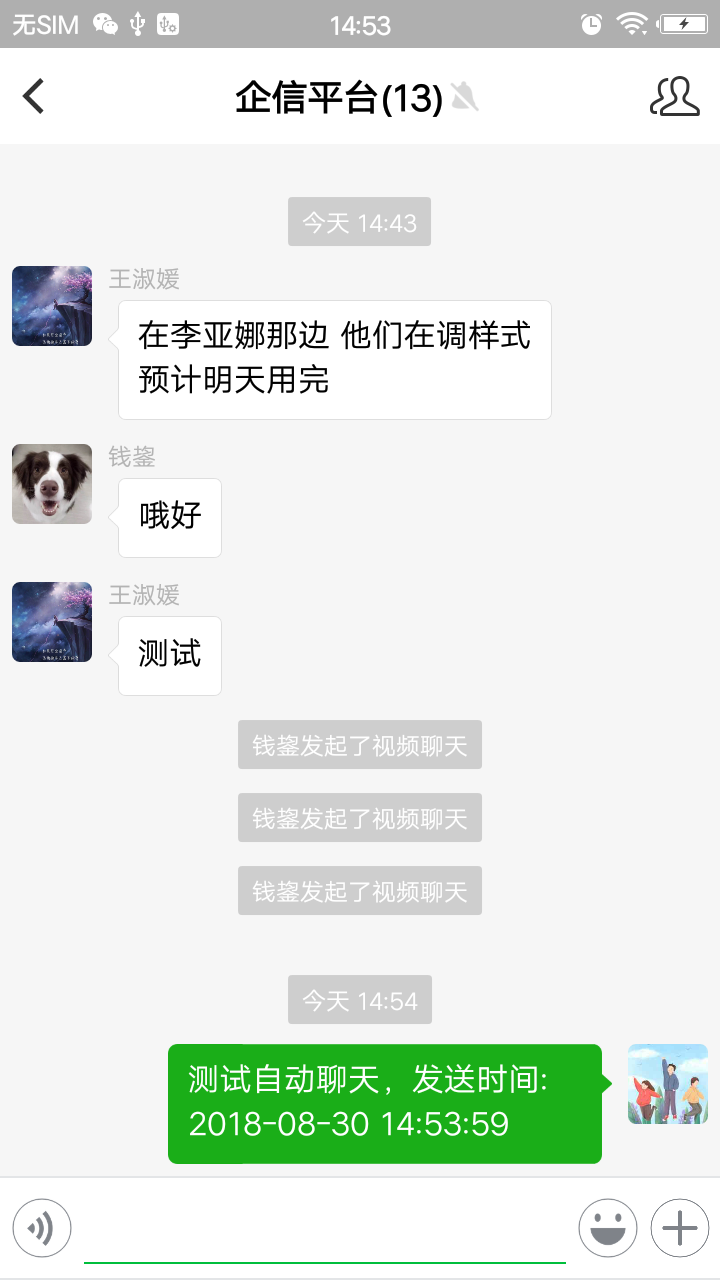 无SIM 14:53
企信平台(13)
今天 14:43
王淑媛
在李亚娜那边 他们在调样式
预计明天用完
钱鋆
哦好
王淑媛
测试
钱鋆发起了视频聊天
钱鋆发起了视频聊天
钱鋆发起了视频聊天
今天 14:54
测试自动聊天，发送时间:
2018-08-30 14:53:59